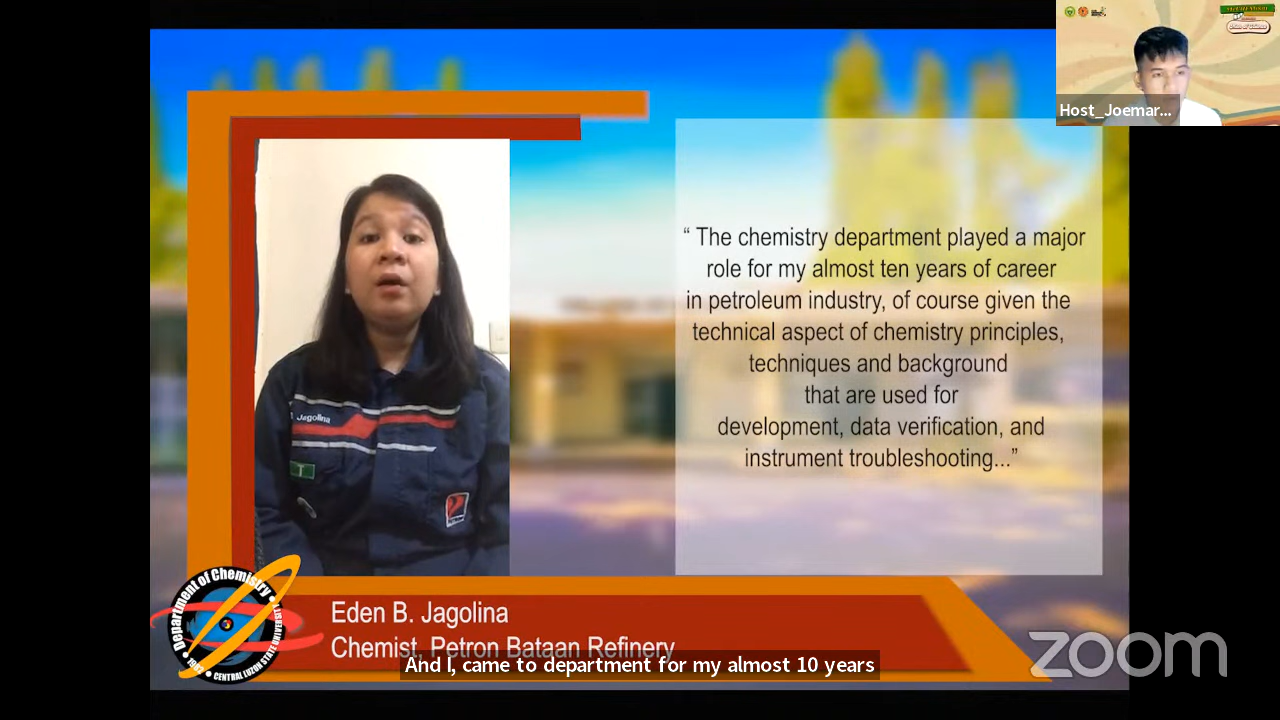 Host_Joemar...
“ The chemistry department played a major
role for my almost ten years of career
in petroleum industry, of course given the
technical aspect of chemistry principles,
techniques and background
that are used for
development, data verification, and
instrument troubleshooting...”
Jagolina
T
PETRON
Department of Chemistry
CENTRAL LUZON STATE UNIVERSITY
Eden B. Jagolina
Chemist, Petron Bataan Refinery
And I, came to department for my almost 10 years
zoom